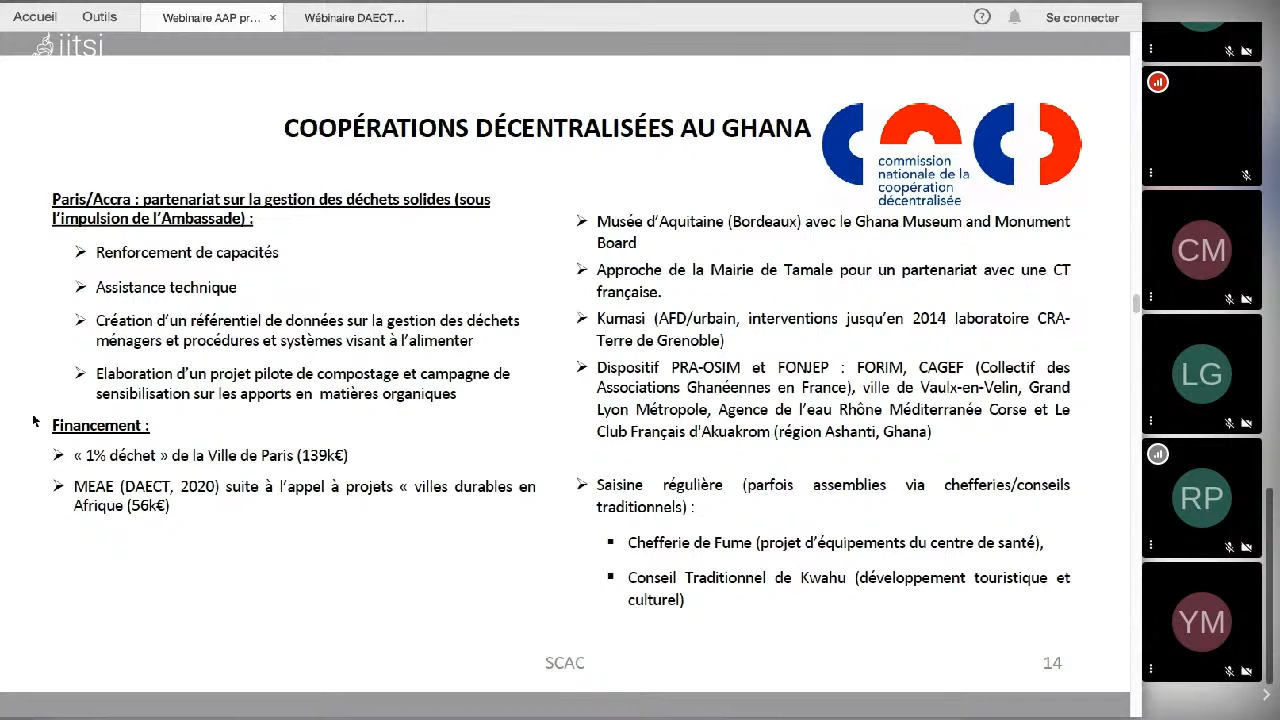 Accueil
Outils
Webinaire AAP pr...
Wébinaire DAECT...
Se connecter
iitsi
COOPÉRATIONS DÉCENTRALISÉES AU GHANA
commission
nationale de la
coopération
décentralisée
Paris/Accra : partenariat sur la gestion des déchets solides (sous
l'impulsion de l'Ambassade) :
Renforcement de capacités
Assistance technique
Création d'un référentiel de données sur la gestion des déchets
ménagers et procédures et systèmes visant à l'alimenter
Elaboration d'un projet pilote de compostage et campagne de
sensibilisation sur les apports en matières organiques
Financement :
« 1% déchet » de la Ville de Paris (139k€)
MEAE (DAECT, 2020) suite à l'appel à projets « villes durables en
Afrique (56k€)
Musée d'Aquitaine (Bordeaux) avec le Ghana Museum and Monument
Board
Approche de la Mairie de Tamale pour un partenariat avec une CT
française.
Kumasi (AFD/urbain, interventions jusqu'en 2014 laboratoire CRA-
Terre de Grenoble)
Dispositif PRA-OSIM et FONJEP : FORIM, CAGEF (Collectif des
Associations Ghanéennes en France), ville de Vaulx-en-Velin, Grand
Lyon Métropole, Agence de l'eau Rhône Méditerranée Corse et Le
Club Français d'Akuakrom (région Ashanti, Ghana)
Saisine régulière (parfois assemblies via chefferies/conseils
traditionnels) :
Chefferie de Fume (projet d'équipements du centre de santé),
Conseil Traditionnel de Kwahu (développement touristique et
culturel)
SCAC
14
CM
LG
RP
YM